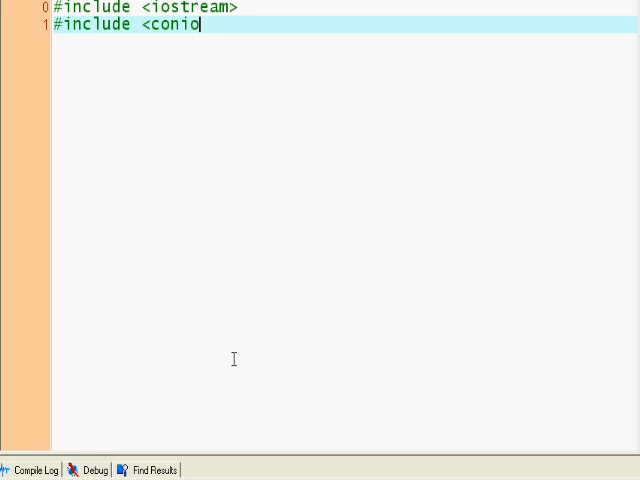 0 #include <iostream>
1 #include <conio
Compile Log Debug Find Results